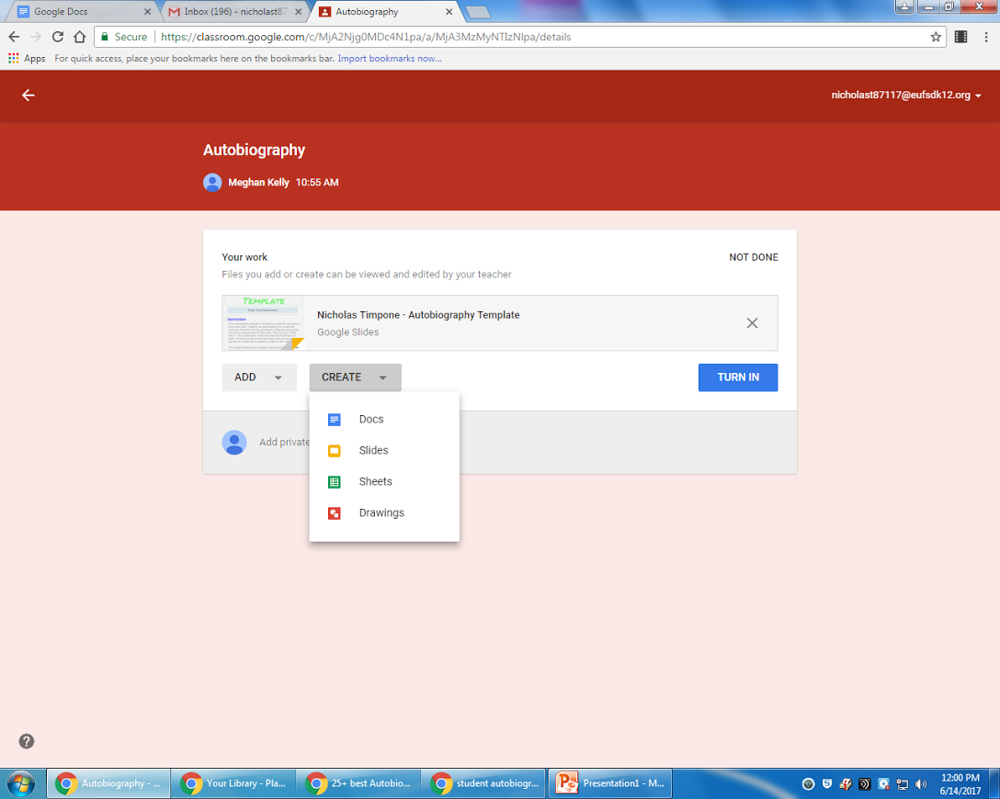 Google Docs
Inbox (196) - nicholast87
Autobiography
Secure
https://classroom.google.com/c/MjA2Njg0MDc4N1pa/a/MjA3MzMyNTIzNlpa/details
Apps
For quick access, place your bookmarks here on the bookmarks bar. Import bookmarks now...
nicholast87117@eufsdk12.org
Autobiography
Meghan Kelly 10:55 AM
Your work
NOT DONE
Files you add or create can be viewed and edited by your teacher
TEMPLATE
Nicholas Timpone - Autobiography Template
Google Slides
ADD
CREATE
TURN IN
Docs
Add private
Slides
Sheets
Drawings
?
Autobiography - ...
Your Library - Pla...
25+ best Autobio...
student autobiogr...
Presentation1 - M...
12:00 PM
6/14/2017